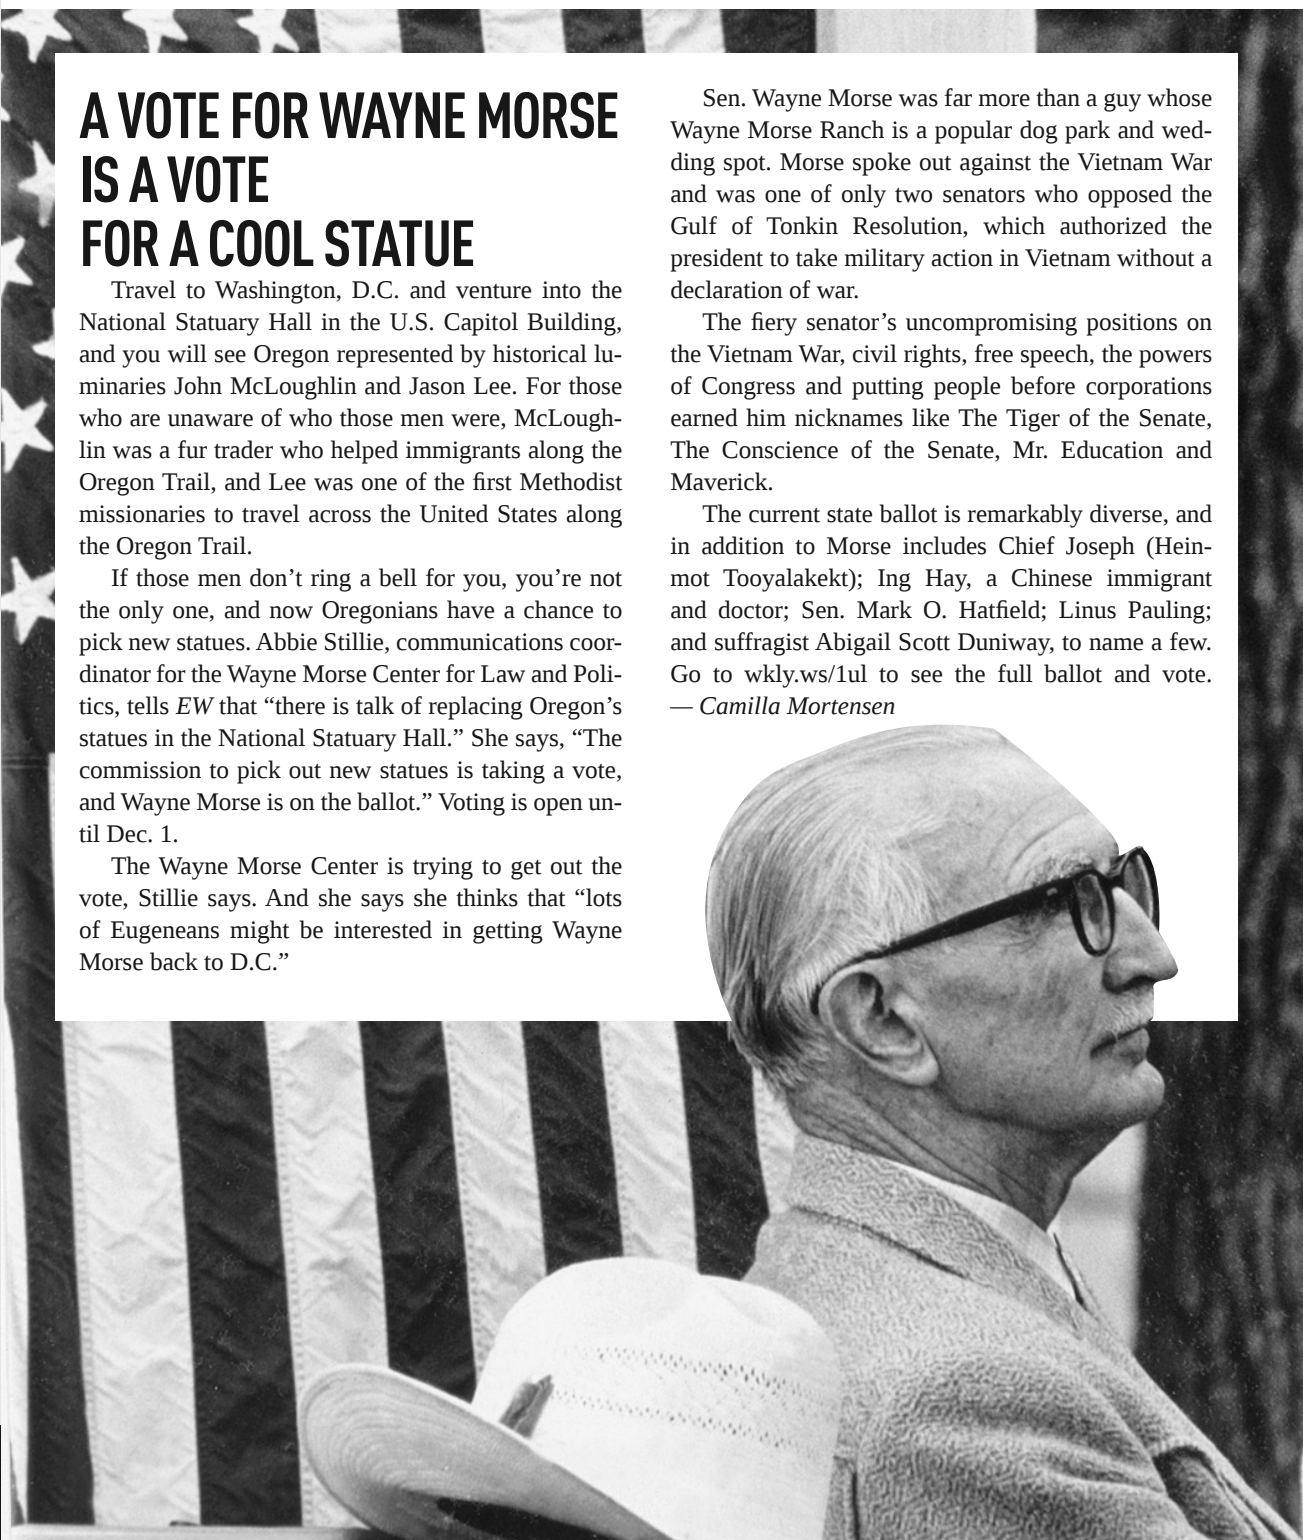 A VOTE FOR WAYNE MORSE
IS A VOTE
FOR A COOL STATUE
Travel to Washington, D.C. and venture into the
National Statuary Hall in the U.S. Capitol Building,
and you will see Oregon represented by historical lu-
minaries John McLoughlin and Jason Lee. For those
who are unaware of who those men were, McLough-
lin was a fur trader who helped immigrants along the
Oregon Trail, and Lee was one of the first Methodist
missionaries to travel across the United States along
the Oregon Trail.
If those men don’t ring a bell for you, you’re not
the only one, and now Oregonians have a chance to
pick new statues. Abbie Stillie, communications coor-
dinator for the Wayne Morse Center for Law and Poli-
tics, tells EW that “there is talk of replacing Oregon’s
statues in the National Statuary Hall.” She says, “The
commission to pick out new statues is taking a vote,
and Wayne Morse is on the ballot.” Voting is open un-
til Dec. 1.
The Wayne Morse Center is trying to get out the
vote, Stillie says. And she says she thinks that “lots
of Eugeneans might be interested in getting Wayne
Morse back to D.C.”
Sen. Wayne Morse was far more than a guy whose
Wayne Morse Ranch is a popular dog park and wed-
ding spot. Morse spoke out against the Vietnam War
and was one of only two senators who opposed the
Gulf of Tonkin Resolution, which authorized the
president to take military action in Vietnam without a
declaration of war.
The fiery senator’s uncompromising positions on
the Vietnam War, civil rights, free speech, the powers
of Congress and putting people before corporations
earned him nicknames like The Tiger of the Senate,
The Conscience of the Senate, Mr. Education and
Maverick.
The current state ballot is remarkably diverse, and
in addition to Morse includes Chief Joseph (Hein-
mot Tooyalakekt); Ing Hay, a Chinese immigrant
and doctor; Sen. Mark O. Hatfield; Linus Pauling;
and suffragist Abigail Scott Duniway, to name a few.
Go to wkly.ws/1ul to see the full ballot and vote.
— Camilla Mortensen